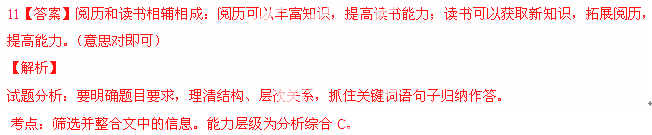 11【答案】阅历和读书相辅相成：阅历可以丰富知识，提高读书能力；读书可以获取新知识，拓展阅历，
提高能力。（意思对即可）
【解析】
试题分析：要明确题目要求，理清结构、层次关系，抓住关键词语句子归纳作答。
考点：筛选并整合文中的信息。能力层级为分析综合 C。